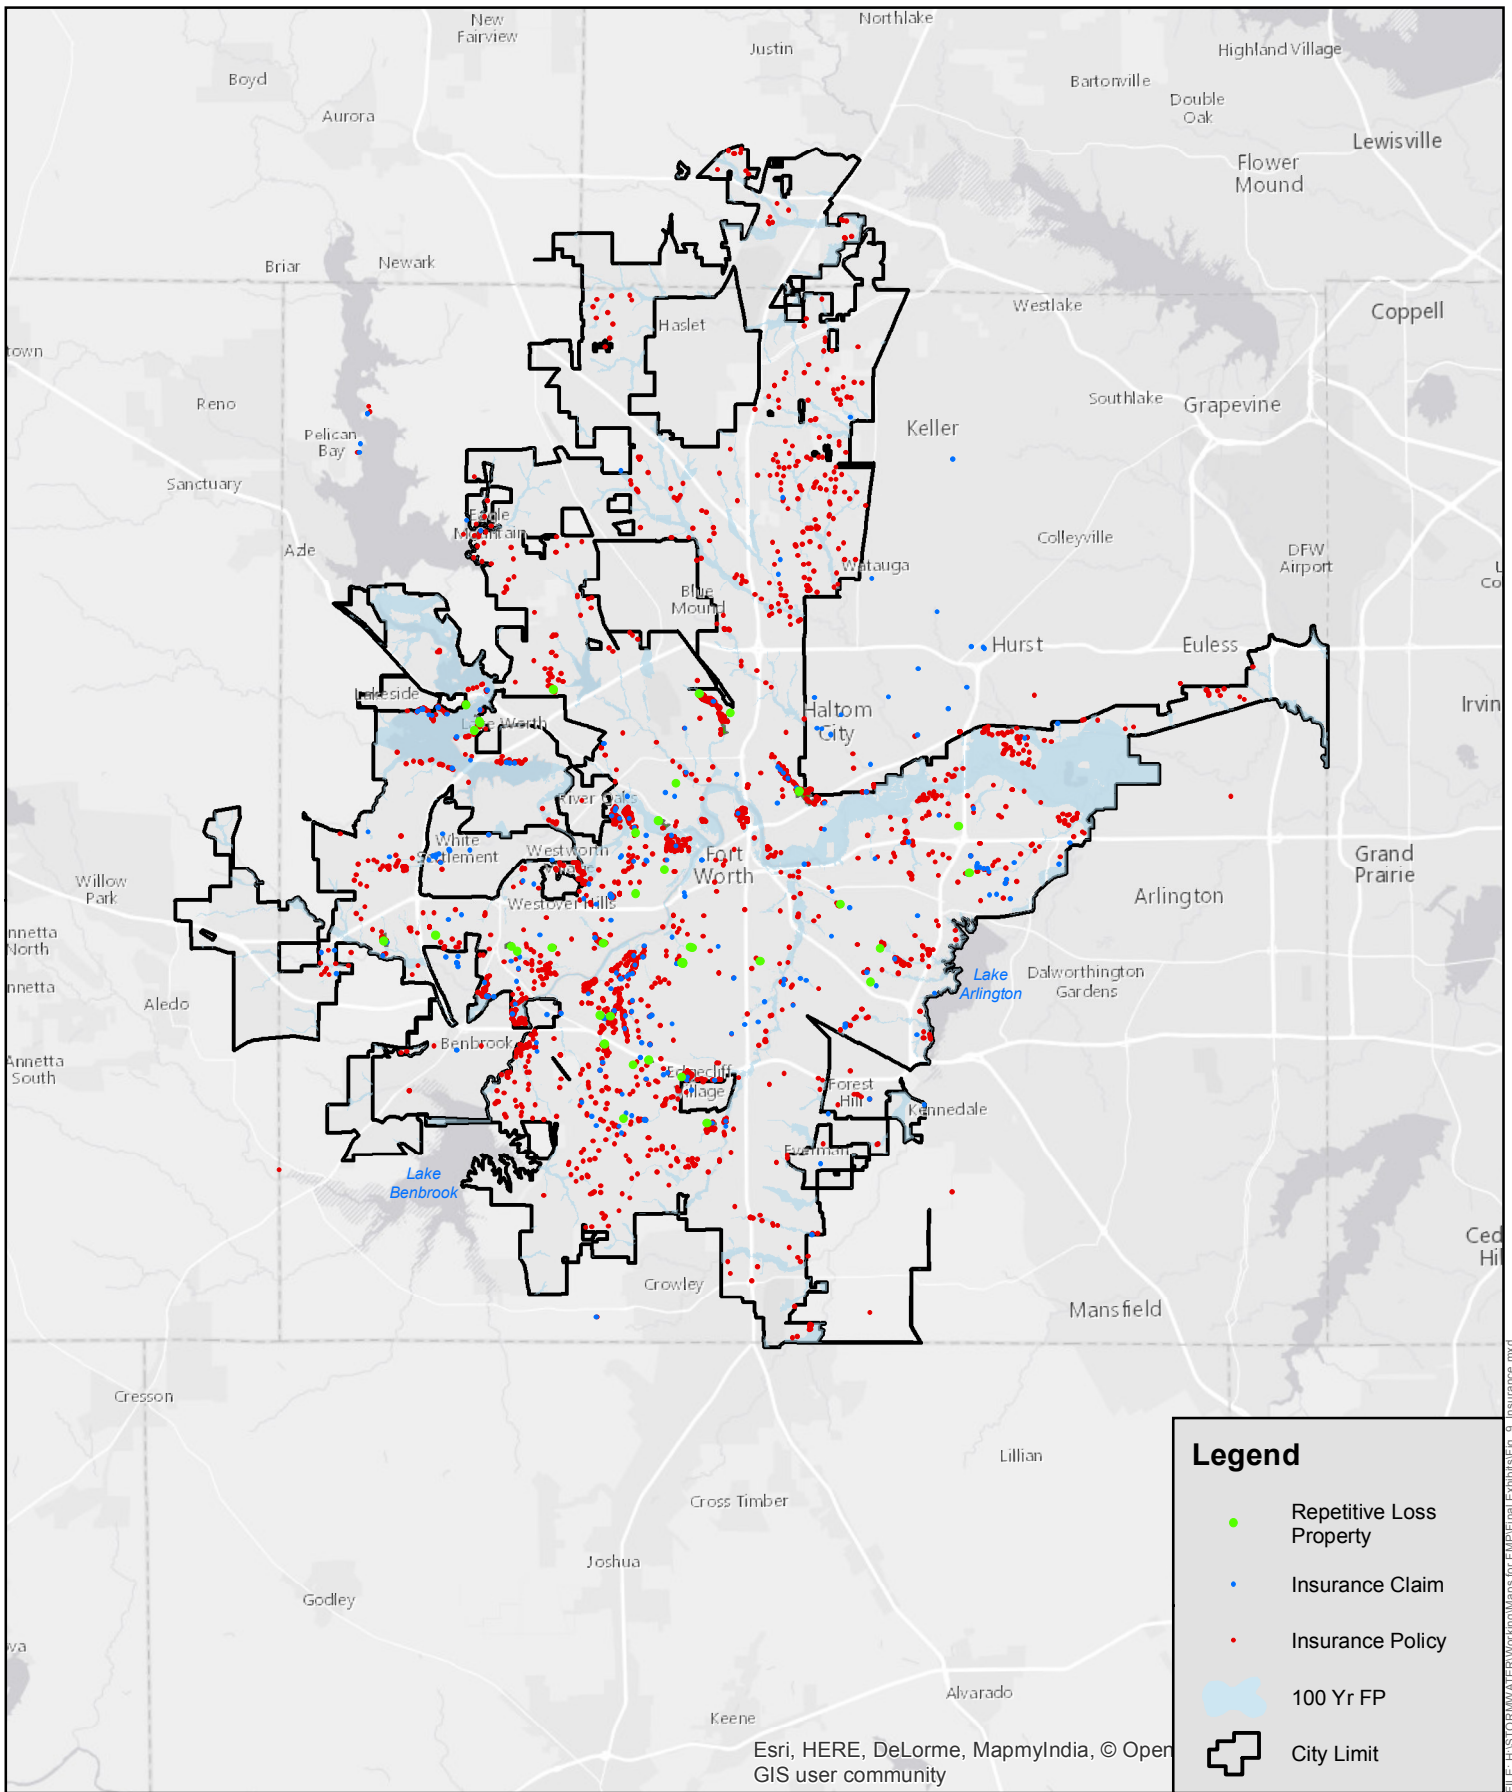 Northlake
New
Fairview
Justin
Highland Village
Boyd
Bartonville
Double
Oak
Aurora
Lewisville
Flower
Mound
Briar
Newark
Westlake
Coppell
Haslet
town
Reno
Southlake
Grapevine
Pelican
Bay
Keller
Sanctuary
Eagle
Mountain
Colleyville
Azle
DFW
Airport
Watauga
Co
Blue
Mound
Hurst
Euless
Lakeside
Lake Worth
Haltom
City
Irvin
River Oaks
White
Settlement
Westworth
Village
Fort
Worth
Grand
Prairie
Willow
Park
Westover Hills
Arlington
nnetta
North
Lake
Arlington
Dalworthington
Gardens
nnetta
Aledo
Benbrook
Annetta
South
Edgecliff
Village
Forest
Hill
Kennedale
Everman
Lake
Benbrook
Ced
Hil
Crowley
Mansfield
Cresson
Lillian
Cross Timber
Joshua
Godley
va
Alvarado
Keene
Legend
Repetitive Loss
Property
Insurance Claim
Insurance Policy
100 Yr FP
City Limit
Esri, HERE, DeLorme, MapmyIndia, © Open
GIS user community